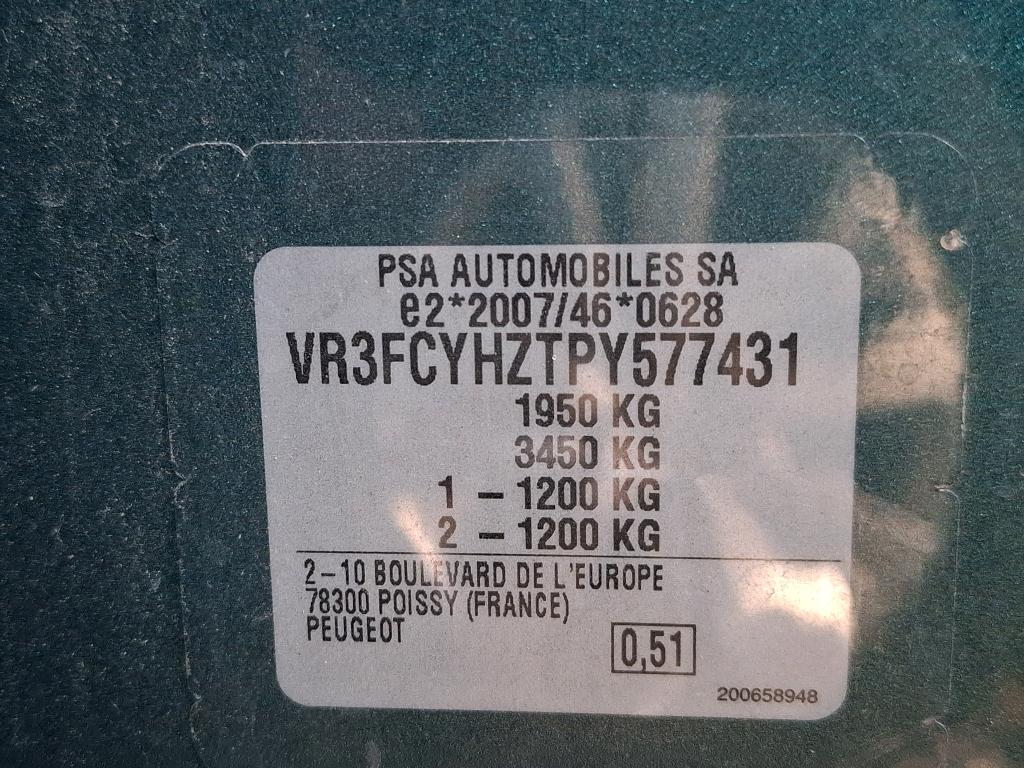 PSA AUTOMOBILES SA
e2*2007/46*0628
VR3FCYHZTPY577431
1950 KG
3450 KG
1 – 1200 KG
2 – 1200 KG
2–10 BOULEVARD DE L'EUROPE
78300 POISSY (FRANCE)
PEUGEOT
0,51
200658948